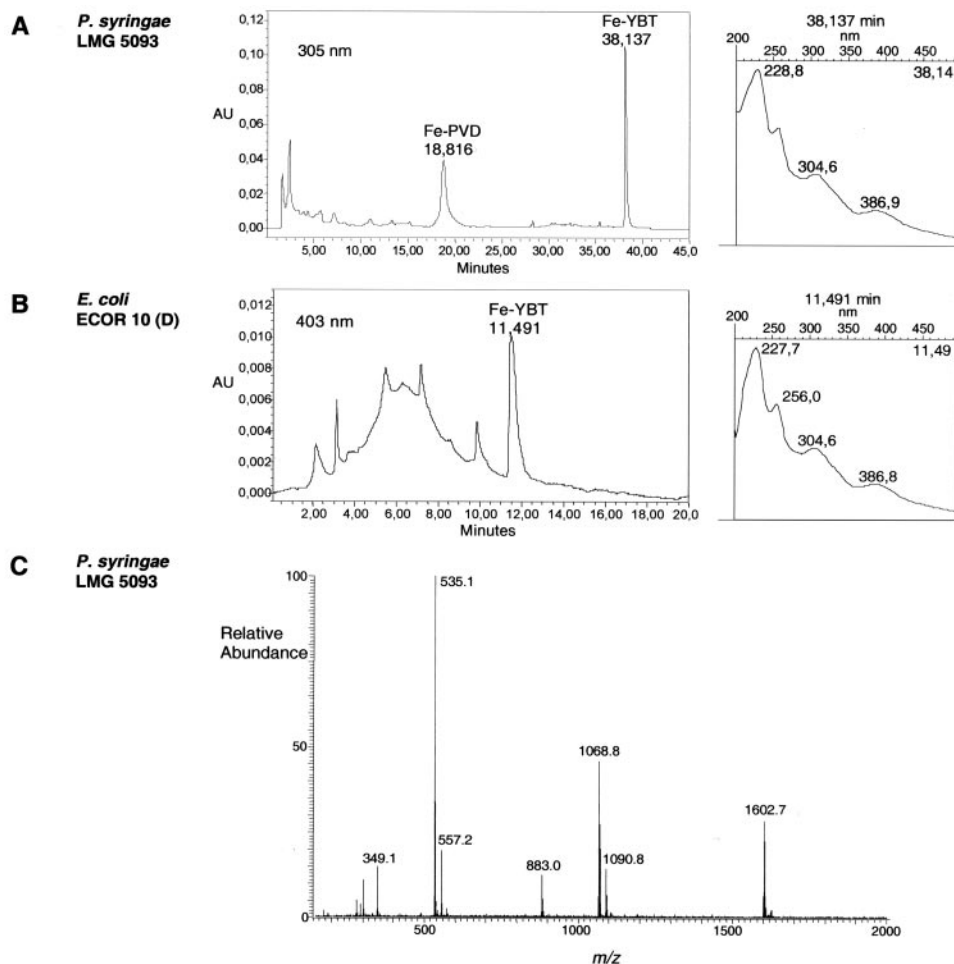 A
P. syringae
LMG 5093
0,12
0,10
0,08
0,06
0,04
0,02
0,00
AU
305 nm
Fe-PVD
18,816
Fe-YBT
38,137
5,00 10,00 15,00 20,00 25,00 30,00 35,00 40,00 45,0
Minutes
38,137 min
nm
200 250 300 350 400 450
38,14
228,8
304,6
386,9
B
E. coli
ECOR 10 (D)
0,012
0,010
0,008
0,006
0,004
0,002
0,000
AU
403 nm
Fe-YBT
11,491
2,00 4,00 6,00 8,00 10,00 12,00 14,00 16,00 18,00 20,0
Minutes
11,491 min
nm
200 250 300 350 400 450
11,49
227,7
256,0
304,6
386,8
C
P. syringae
LMG 5093
Relative
Abundance
100
50
0
535.1
557.2
349.1
883.0
1068.8
1090.8
1602.7
500 1000 1500 2000
m/z